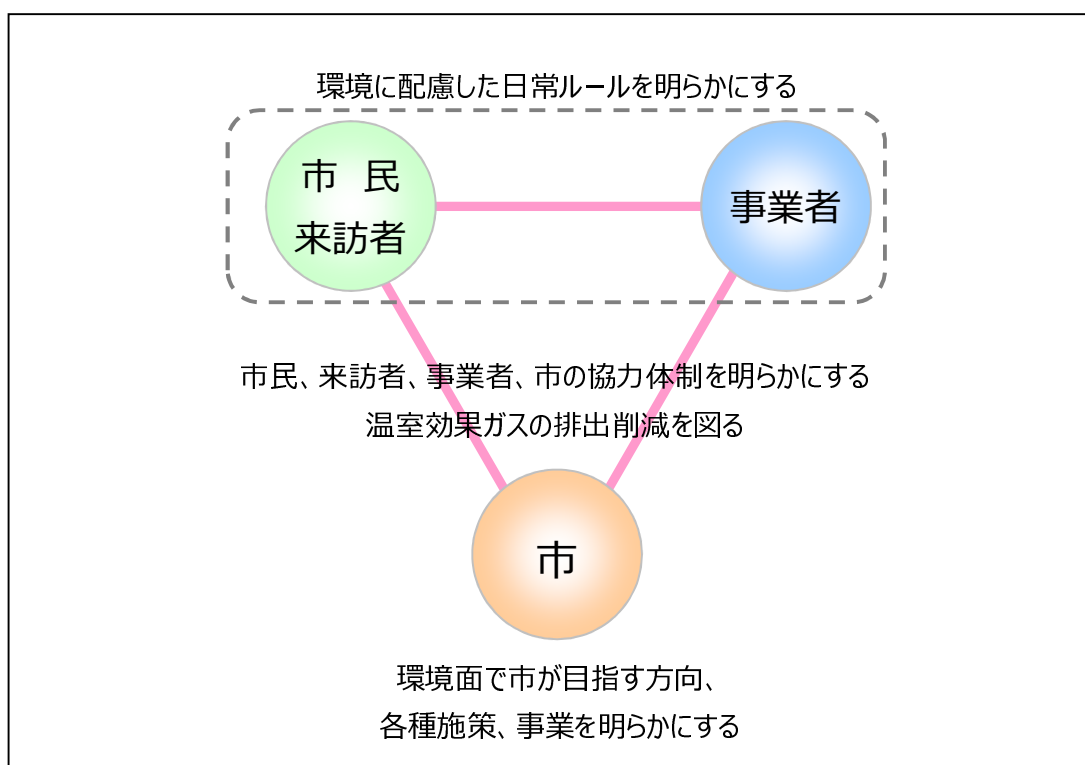 環境に配慮した日常ルールを明らかにする
市　民
来訪者
事業者
市民、来訪者、事業者、市の協力体制を明らかにする
温室効果ガスの排出削減を図る
市
環境面で市が目指す方向、
各種施策、事業を明らかにする